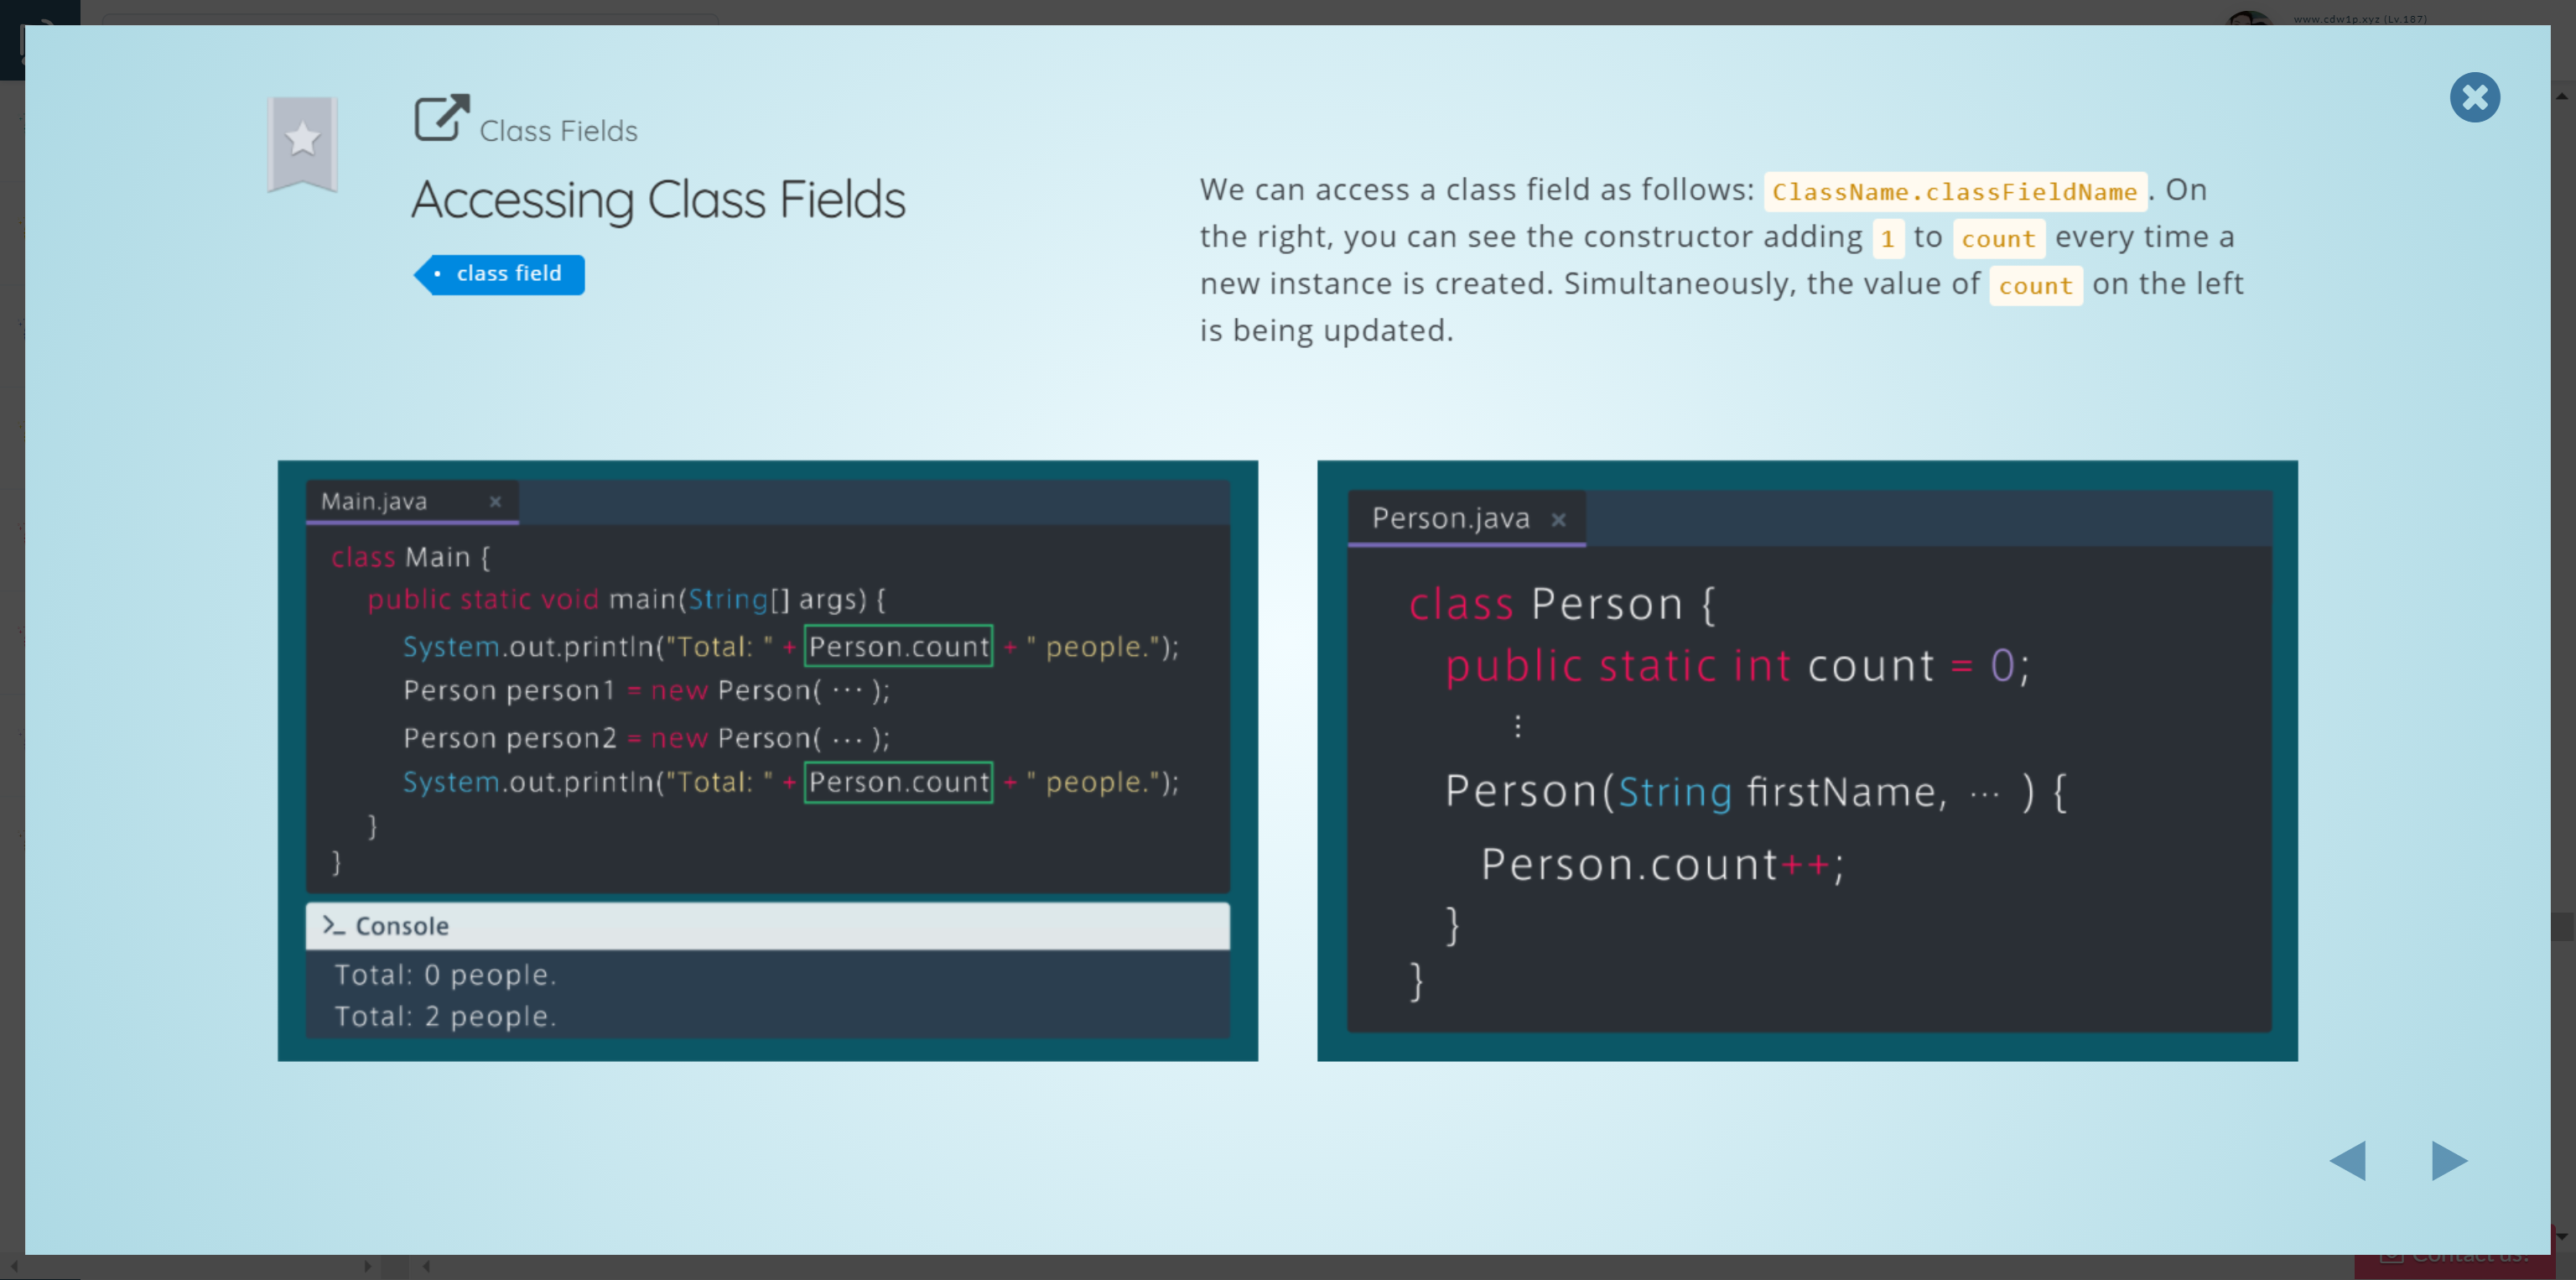 www.cdw1p.xyz (Lv.187)
Class Fields
Accessing Class Fields
class field
We can access a class field as follows: ClassName.classFieldName. On
the right, you can see the constructor adding 1 to count every time a
new instance is created. Simultaneously, the value of count on the left
is being updated.
Main.java ×
class Main {
public static void main(String[] args) {
System.out.println("Total: " + Person.count + " people.");
Person person1 = new Person( ··· );
Person person2 = new Person( ··· );
System.out.println("Total: " + Person.count + " people.");
}
}
>_ Console
Total: 0 people.
Total: 2 people.
Person.java ×
class Person {
public static int count = 0;
⋮
Person(String firstName, ··· ) {
Person.count++;
}
}
Contact us!